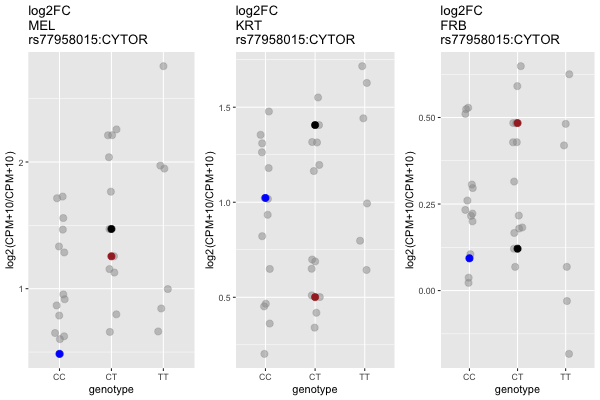 log2FC
MEL
rs77958015:CYTOR
log2(CPM+10/CPM+10)
2
1
CC
CT
TT
genotype
log2FC
KRT
rs77958015:CYTOR
log2(CPM+10/CPM+10)
1.5
1.0
0.5
CC
CT
TT
genotype
log2FC
FRB
rs77958015:CYTOR
log2(CPM+10/CPM+10)
0.50
0.25
0.00
CC
CT
TT
genotype